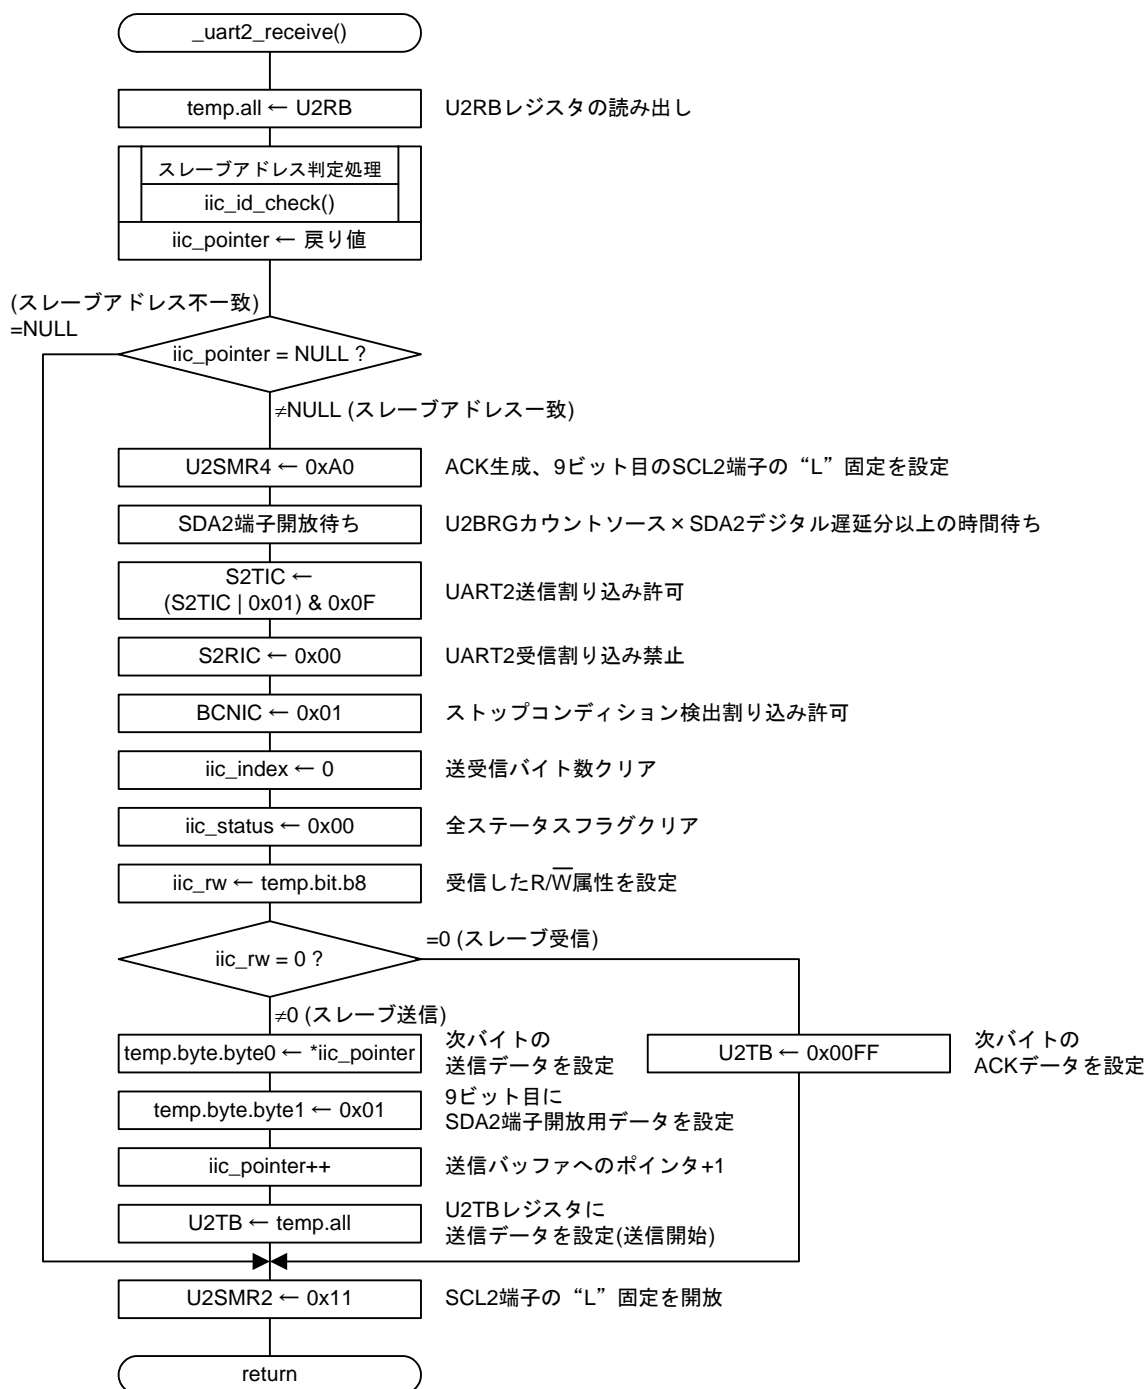 _uart2_receive()
temp.all ← U2RB
U2RBレジスタの読み出し
スレーブアドレス判定処理
iic_id_check()
iic_pointer ← 戻り値
(スレーブアドレス不一致)
=NULL
iic_pointer = NULL ?
≠NULL (スレーブアドレス一致)
U2SMR4 ← 0xA0
ACK生成、9ビット目のSCL2端子の“L”固定を設定
SDA2端子開放待ち
U2BRGカウントソース×SDA2デジタル遅延分以上の時間待ち
S2TIC ←
(S2TIC | 0x01) & 0x0F
UART2送信割り込み許可
S2RIC ← 0x00
UART2受信割り込み禁止
BCNIC ← 0x01
ストップコンディション検出割り込み許可
iic_index ← 0
送受信バイト数クリア
iic_status ← 0x00
全ステータスフラグクリア
iic_rw ← temp.bit.b8
受信したR/W̅属性を設定
iic_rw = 0 ?
=0 (スレーブ受信)
≠0 (スレーブ送信)
temp.byte.byte0 ← *iic_pointer
次バイトの
送信データを設定
U2TB ← 0x00FF
次バイトの
ACKデータを設定
temp.byte.byte1 ← 0x01
9ビット目に
SDA2端子開放用データを設定
iic_pointer++
送信バッファへのポインタ+1
U2TB ← temp.all
U2TBレジスタに
送信データを設定(送信開始)
U2SMR2 ← 0x11
SCL2端子の“L”固定を開放
return